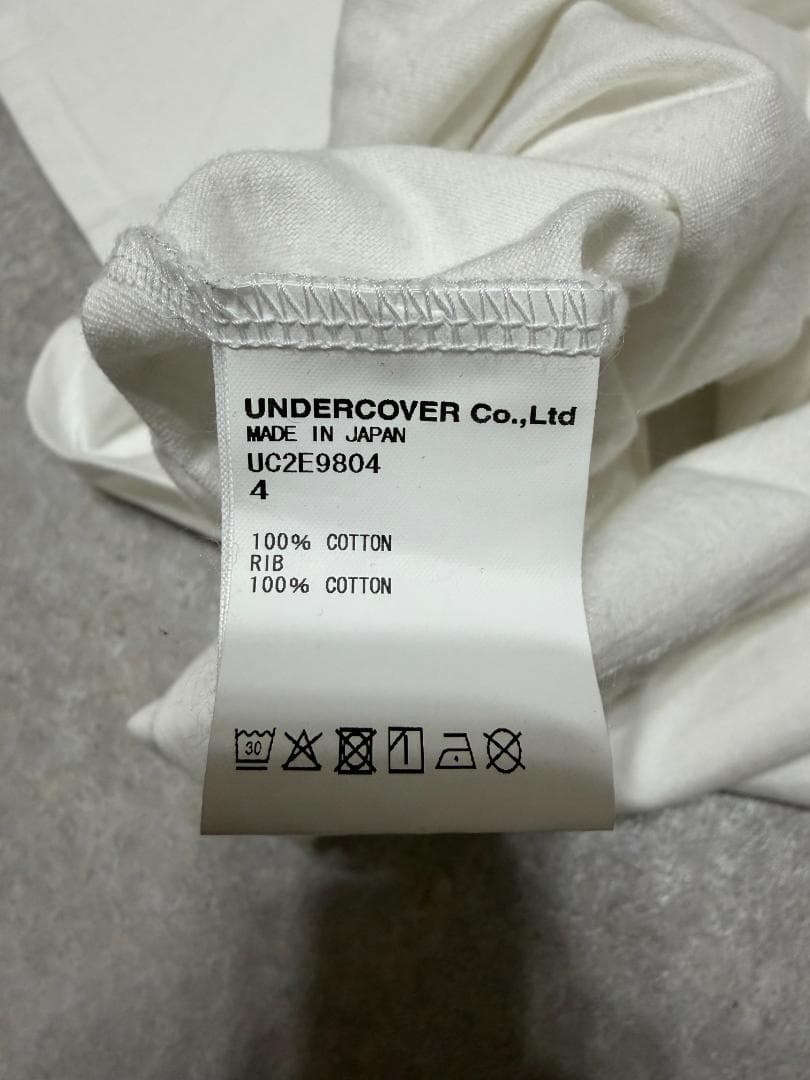 UNDERCOVER Co.,Ltd
MADE IN JAPAN
UC2E9804
4
100% COTTON
RIB
100% COTTON
30